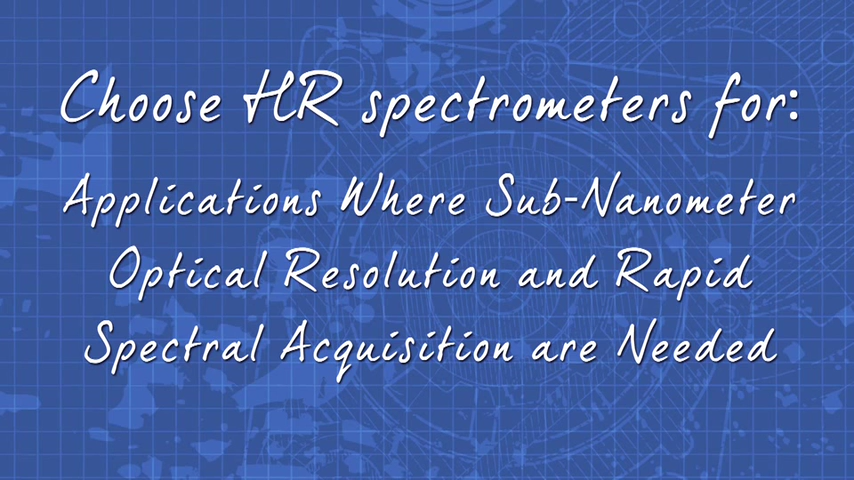 Choose HR spectrometers for:
Applications Where Sub-Nanometer
Optical Resolution and Rapid
Spectral Acquisition are Needed